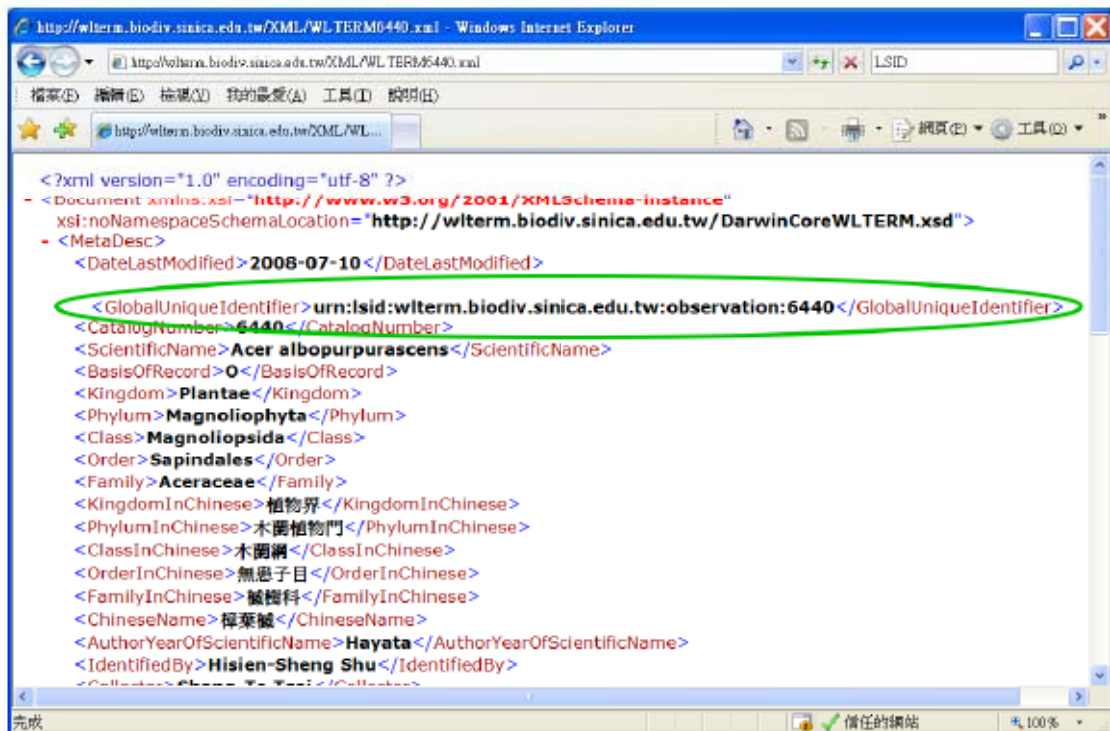 http://wlterm.biodiv.sinica.edu.tw/XML/WLTERM6440.xml - Windows Internet Explorer
http://wlterm.biodiv.sinica.edu.tw/XML/WLTERM6440.xml LSID
檔案(F) 編輯(E) 檢視(V) 我的最愛(A) 工具(T) 說明(H)
http://wlterm.biodiv.sinica.edu.tw/XML/WL... 網頁(P) 工具(O) »
<?xml version="1.0" encoding="utf-8" ?>
- <Document xmlns:xsi="http://www.w3.org/2001/XMLSchema-instance"
xsi:noNamespaceSchemaLocation="http://wlterm.biodiv.sinica.edu.tw/DarwinCoreWLTERM.xsd">
- <MetaDesc>
<DateLastModified>2008-07-10</DateLastModified>
<GlobalUniqueIdentifier>urn:lsid:wlterm.biodiv.sinica.edu.tw:observation:6440</GlobalUniqueIdentifier>
<CatalogNumber>6440</CatalogNumber>
<ScientificName>Acer albopurpurascens</ScientificName>
<BasisOfRecord>O</BasisOfRecord>
<Kingdom>Plantae</Kingdom>
<Phylum>Magnoliophyta</Phylum>
<Class>Magnoliopsida</Class>
<Order>Sapindales</Order>
<Family>Aceraceae</Family>
<KingdomInChinese>植物界</KingdomInChinese>
<PhylumInChinese>木蘭植物門</PhylumInChinese>
<ClassInChinese>木蘭綱</ClassInChinese>
<OrderInChinese>無患子目</OrderInChinese>
<FamilyInChinese>槭樹科</FamilyInChinese>
<ChineseName>樟葉槭</ChineseName>
<AuthorYearOfScientificName>Hayata</AuthorYearOfScientificName>
<IdentifiedBy>Hisien-Sheng Shu</IdentifiedBy>
完成 信任的網站 100%